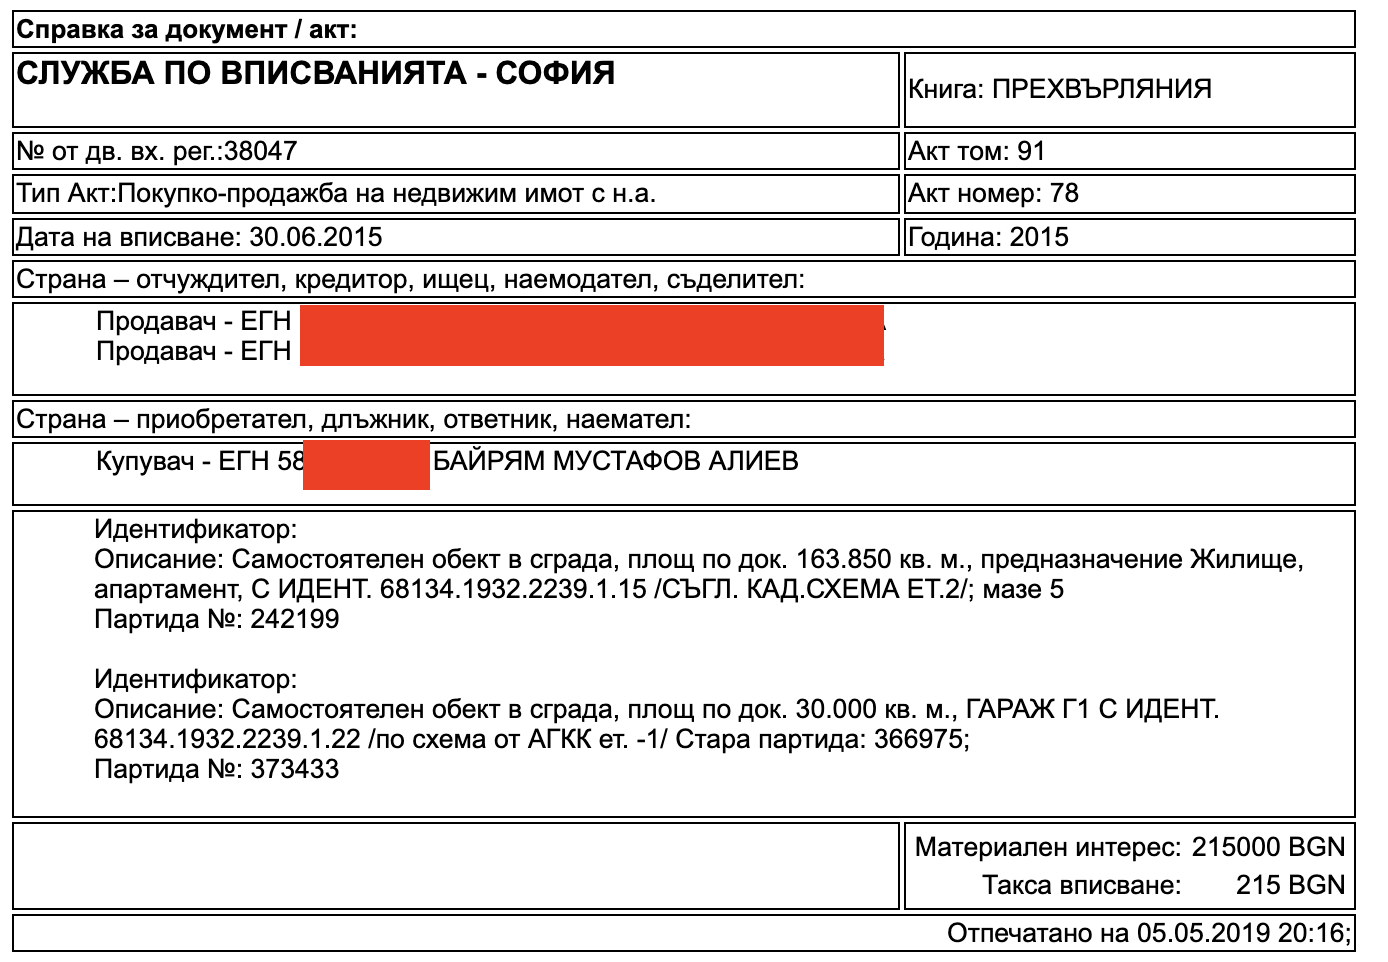 Справка за документ / акт:
СЛУЖБА ПО ВПИСВАНИЯТА - СОФИЯ
Книга: ПРЕХВЪРЛЯНИЯ
№ от дв. вх. рег.:38047
Акт том: 91
Тип Акт:Покупко-продажба на недвижим имот с н.а.
Акт номер: 78
Дата на вписване: 30.06.2015
Година: 2015
Страна – отчуждител, кредитор, ищец, наемодател, съделител:
Продавач - ЕГН
Продавач - ЕГН
Страна – приобретател, длъжник, ответник, наемател:
Купувач - ЕГН 58 БАЙРЯМ МУСТАФОВ АЛИЕВ
Идентификатор:
Описание: Самостоятелен обект в сграда, площ по док. 163.850 кв. м., предназначение Жилище,
апартамент, С ИДЕНТ. 68134.1932.2239.1.15 /СЪГЛ. КАД.СХЕМА ЕТ.2/; мазе 5
Партида №: 242199
Идентификатор:
Описание: Самостоятелен обект в сграда, площ по док. 30.000 кв. м., ГАРАЖ Г1 С ИДЕНТ.
68134.1932.2239.1.22 /по схема от АГКК ет. -1/ Стара партида: 366975;
Партида №: 373433
Материален интерес: 215000 BGN
Такса вписване: 215 BGN
Отпечатано на 05.05.2019 20:16;